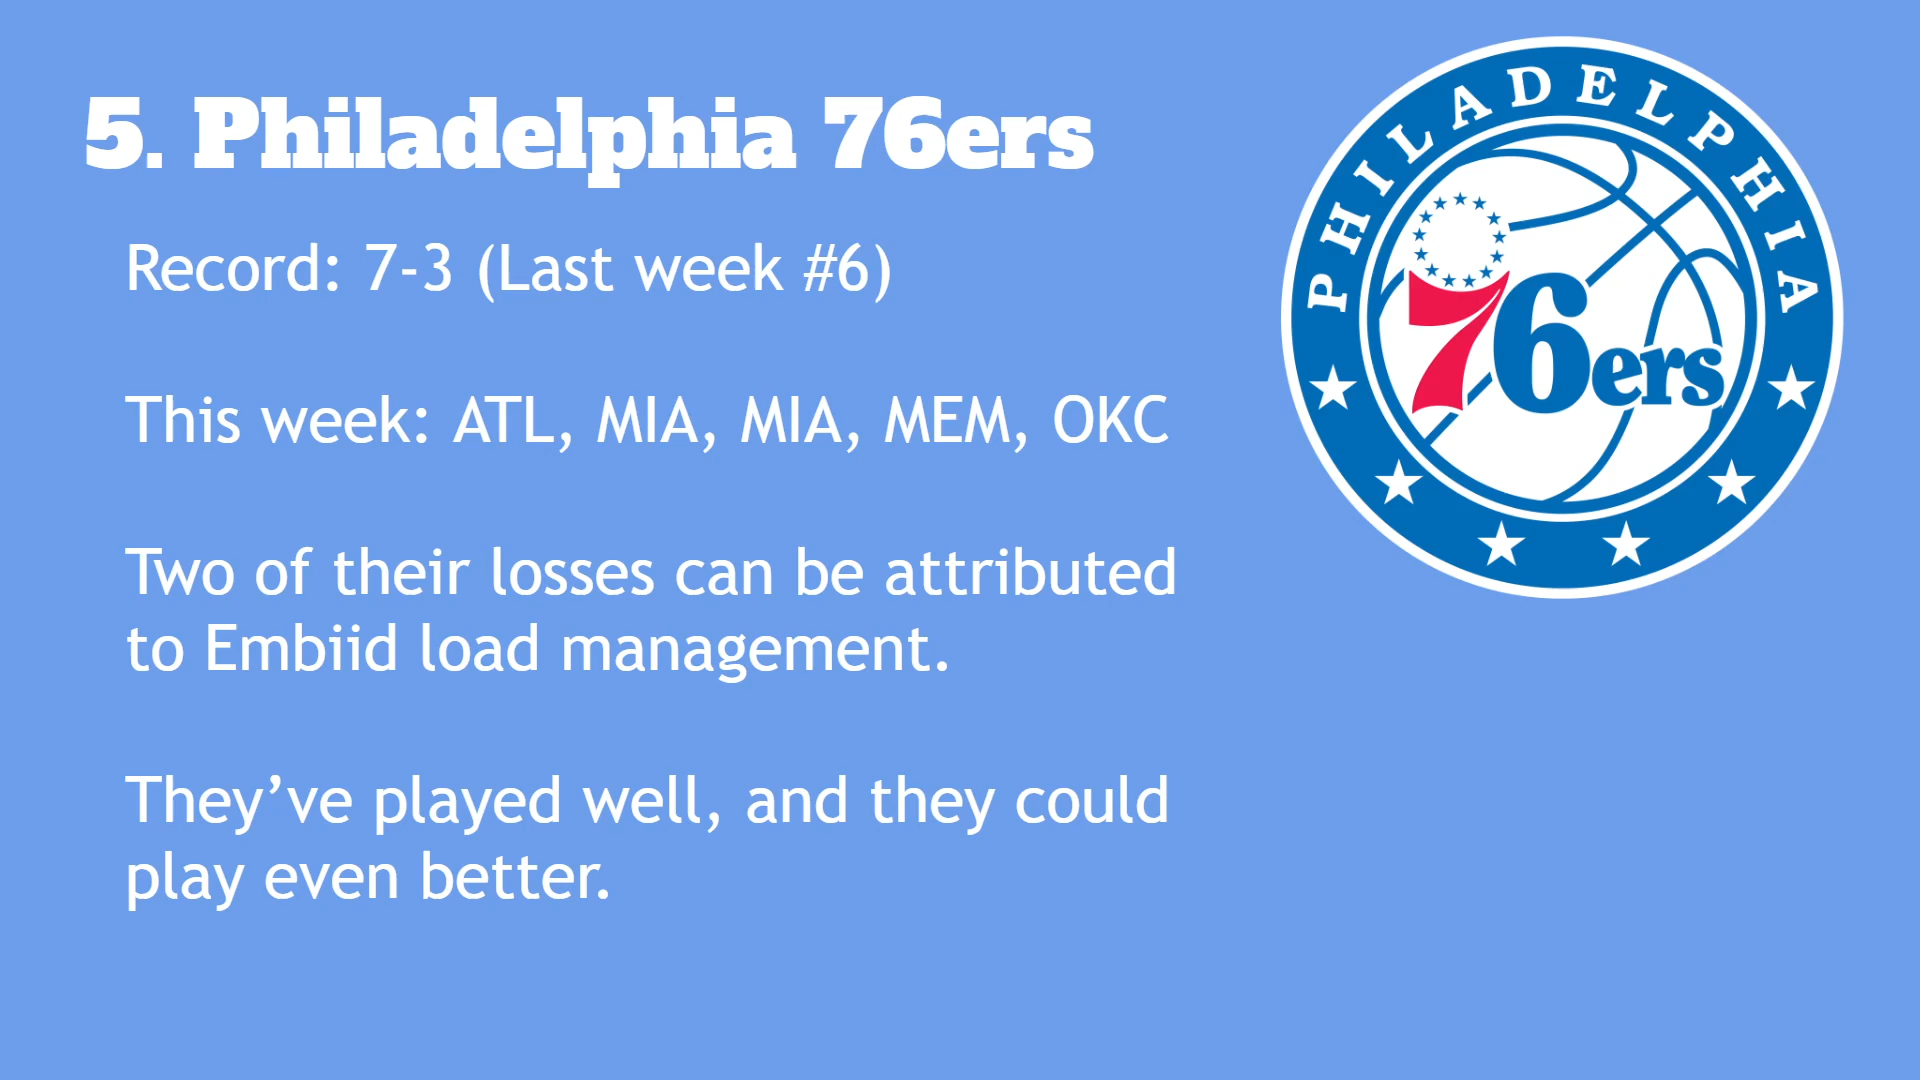 5. Philadelphia 76ers
Record: 7-3 (Last week #6)
This week: ATL, MIA, MIA, MEM, OKC
Two of their losses can be attributed
to Embiid load management.
They’ve played well, and they could
play even better.
PHILADELPHIA
76ers